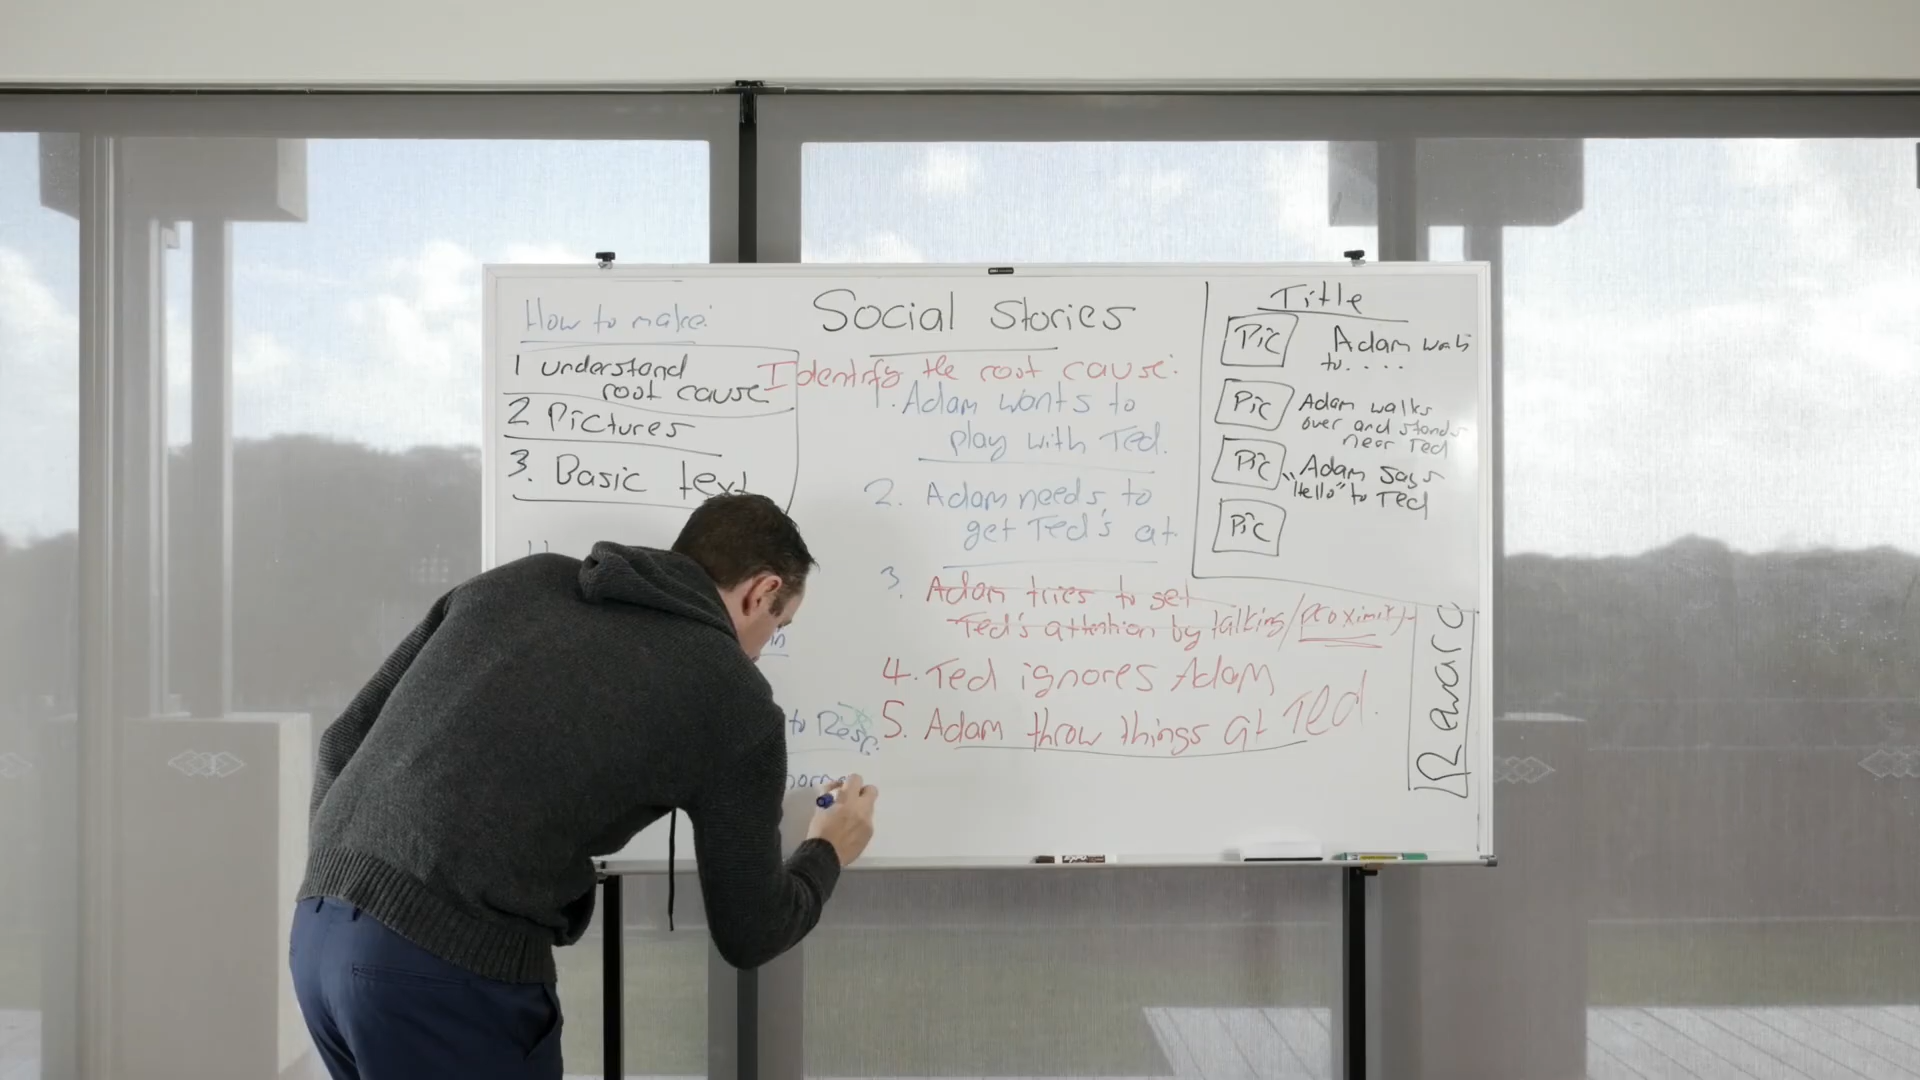 Social Stories
How to make:
1 understand
root cause
2 Pictures
3. Basic text
Identify the root cause:
1. Adam wants to
play with Ted.
2. Adam needs to
get Ted's at
3. Adam tries to get
Ted's attention by talking/proximity
4. Ted ignores Adam
5. Adam throw things at Ted.
to Resp.
Title
Pic
to. . . .
Pic Adam walks
over and stands
near Ted
Pic Adam says
"Hello" to Ted
Pic
Reward